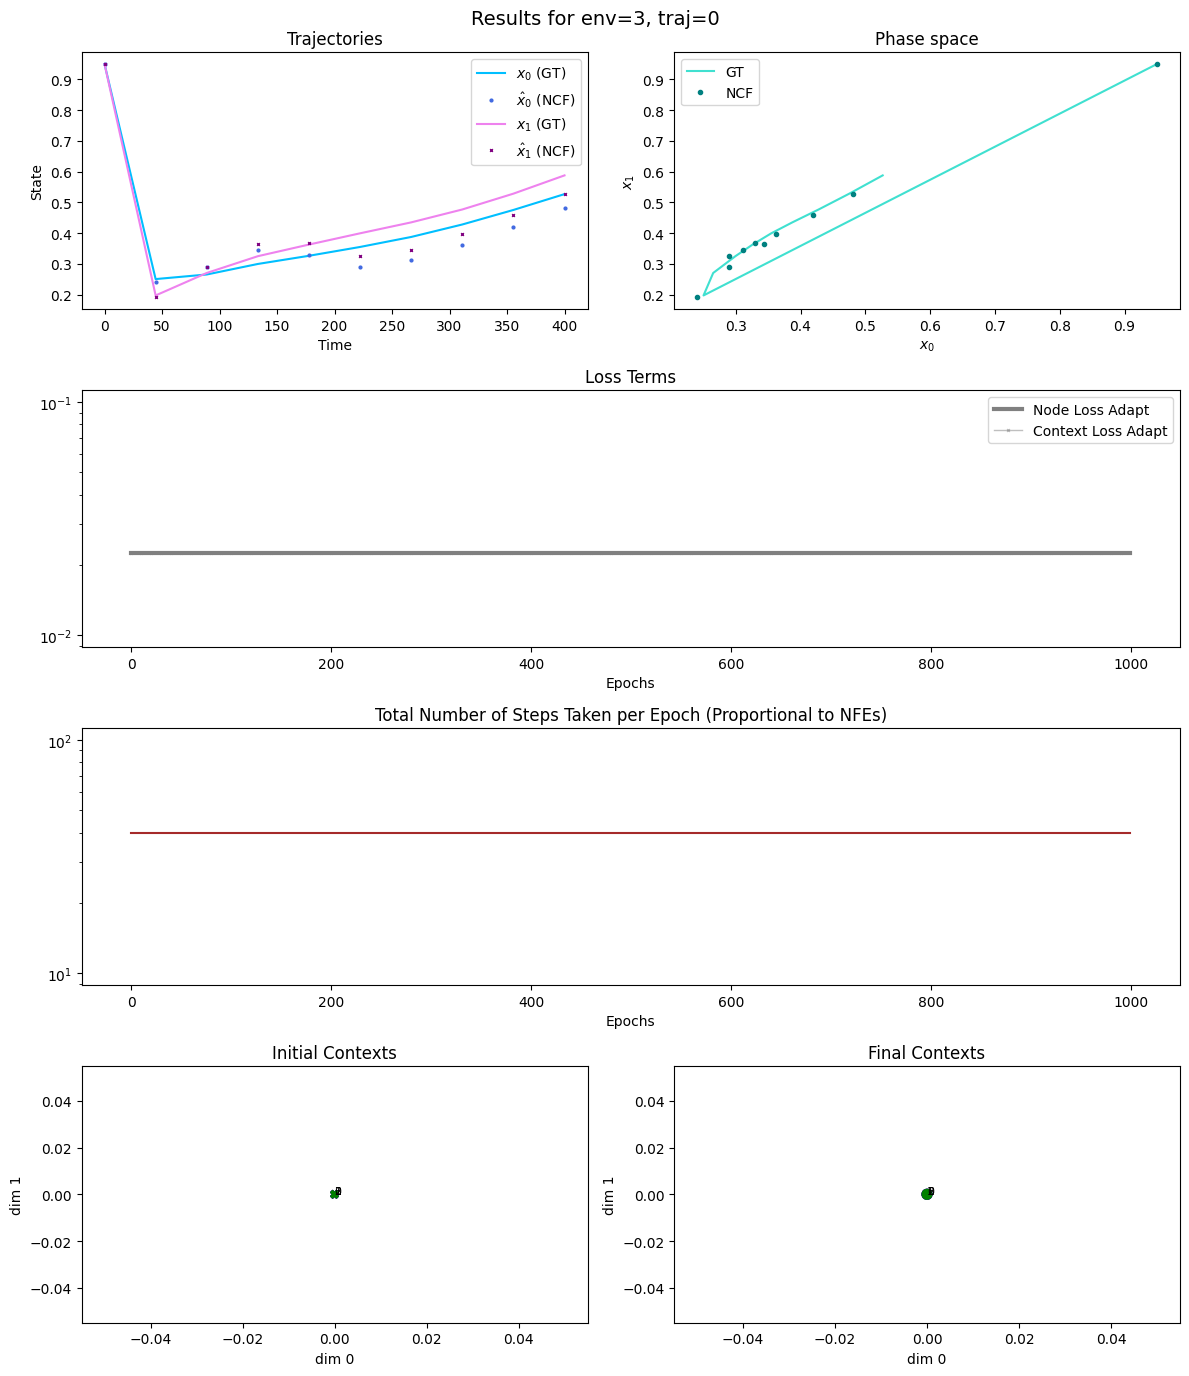 Results for env=3, traj=0
Trajectories
x₀ (GT)
x̂₀ (NCF)
x₁ (GT)
x̂₁ (NCF)
State
0.9
0.8
0.7
0.6
0.5
0.4
0.3
0.2
0 50 100 150 200 250 300 350 400
Time
Phase space
GT
NCF
x₁
0.9
0.8
0.7
0.6
0.5
0.4
0.3
0.2
0.3 0.4 0.5 0.6 0.7 0.8 0.9
x₀
Loss Terms
Node Loss Adapt
Context Loss Adapt
10⁻¹
10⁻²
0 200 400 600 800 1000
Epochs
Total Number of Steps Taken per Epoch (Proportional to NFEs)
10²
10¹
0 200 400 600 800 1000
Epochs
Initial Contexts
dim 1
0.04
0.02
0.00
−0.02
−0.04
−0.04 −0.02 0.00 0.02 0.04
dim 0
Final Contexts
dim 1
0.04
0.02
0.00
−0.02
−0.04
−0.04 −0.02 0.00 0.02 0.04
dim 0